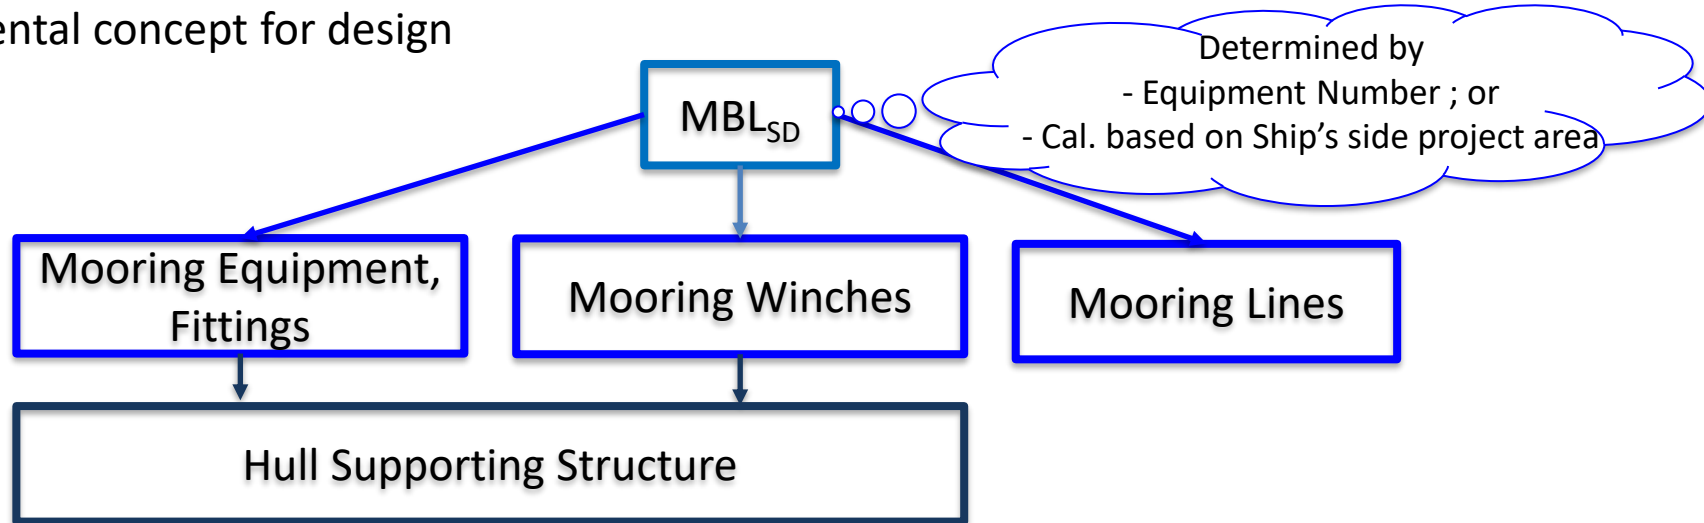 ental concept for design
MBLSD
Determined by
- Equipment Number ; or
- Cal. based on Ship's side project area
Mooring Equipment,
Fittings
Mooring Winches
Mooring Lines
Hull Supporting Structure